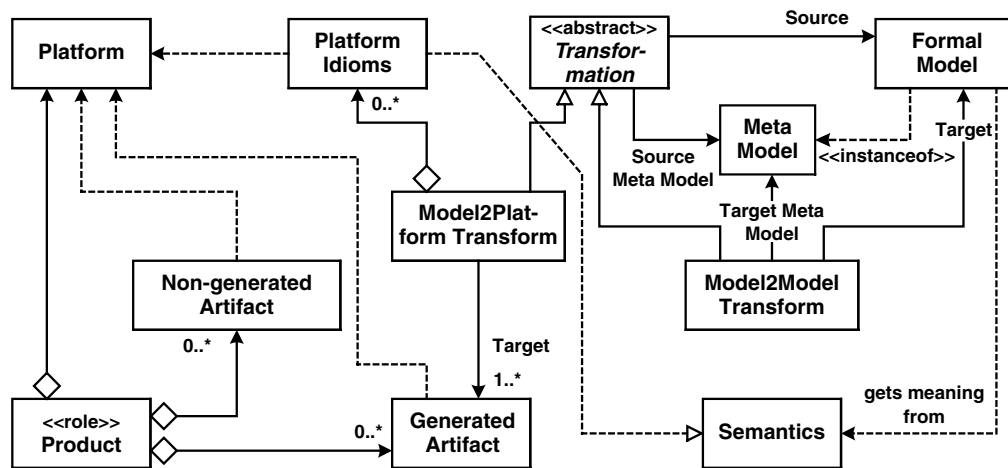 Platform
Platform
Idioms
<<abstract>>
Transfor-
mation
Source
Formal
Model
0..*
Meta
Model
Target
<<instanceof>>
Source
Meta Model
Model2Plat-
form Transform
Target Meta
Model
Non-generated
Artifact
Model2Model
Transform
0..*
Target
1..*
<<role>>
Product
0..*
Generated
Artifact
Semantics
gets meaning
from